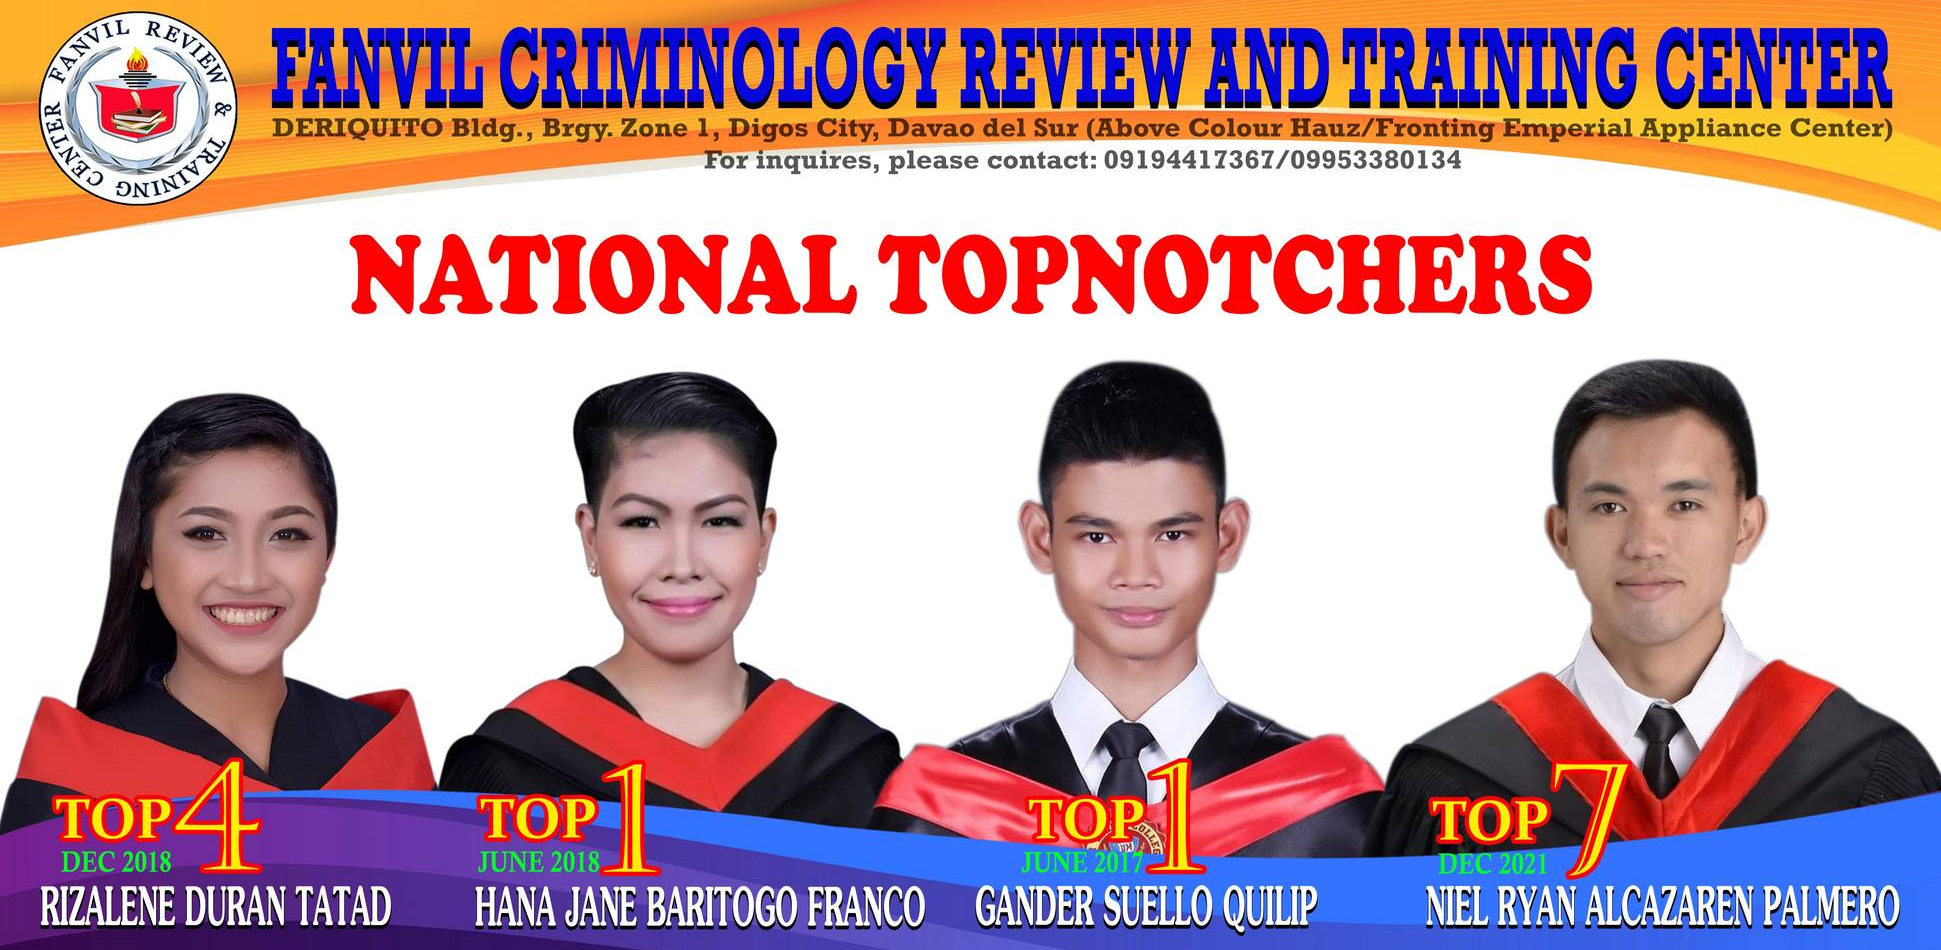 FANVIL REVIEW & TRAINING CENTER
FANVIL CRIMINOLOGY REVIEW AND TRAINING CENTER
DERIQUITO Bldg., Brgy. Zone 1, Digos City, Davao del Sur (Above Colour Hauz/Fronting Emperial Appliance Center)
For inquires, please contact: 09194417367/09953380134
NATIONAL TOPNOTCHERS
TOP 4
DEC 2018
RIZALENE DURAN TATAD
TOP 1
JUNE 2018
HANA JANE BARITOGO FRANCO
TOP 1
JUNE 2017
GANDER SUELLO QUILIP
TOP 7
DEC 2021
NIEL RYAN ALCAZAREN PALMERO